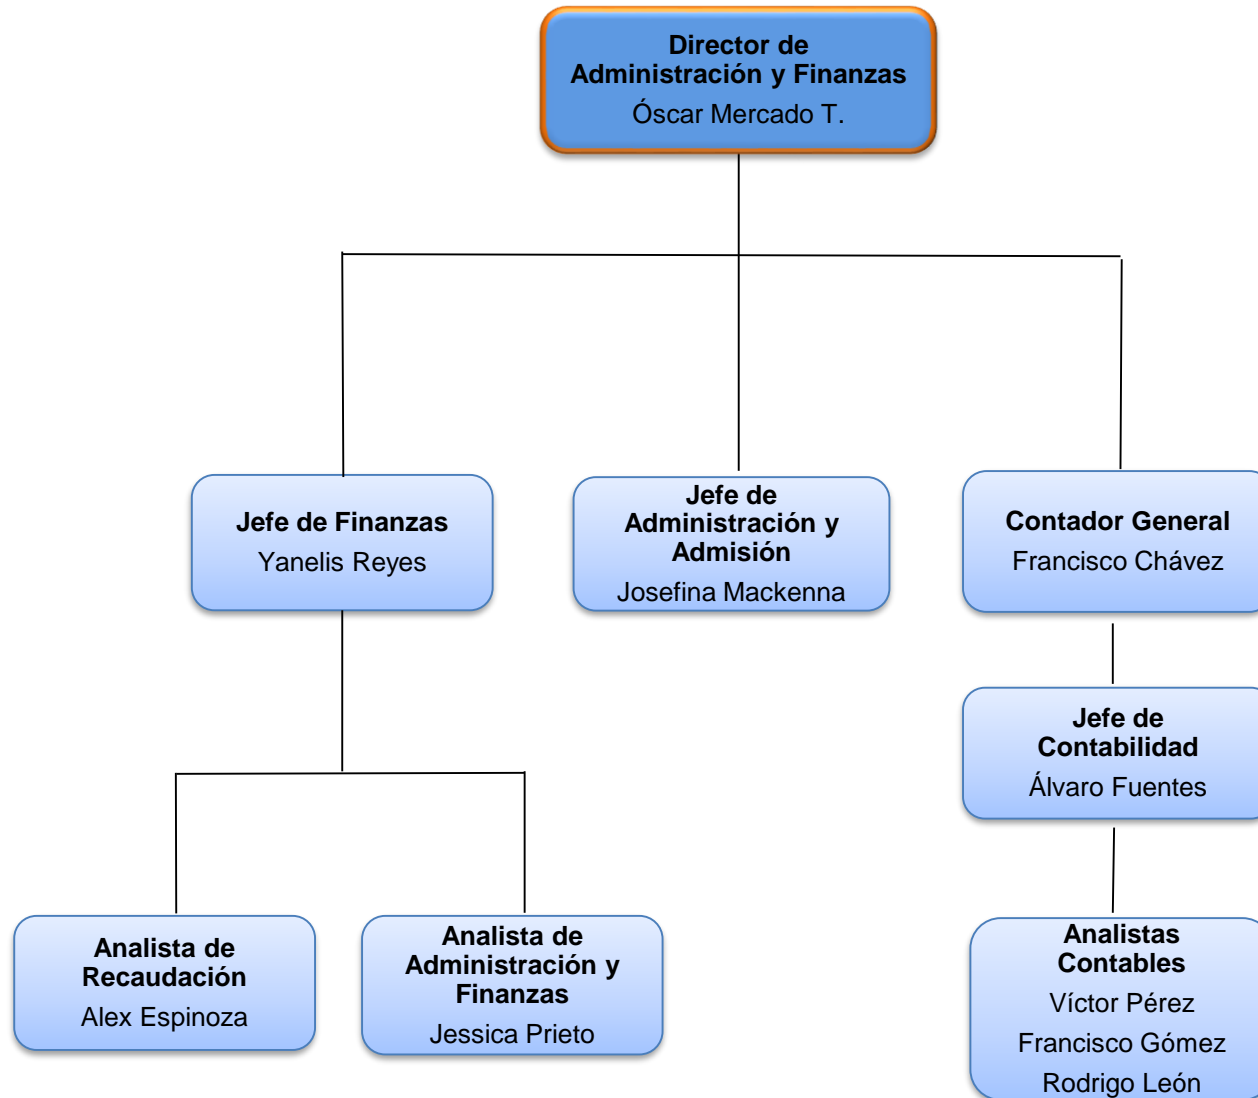 Director de
Administración y Finanzas
Óscar Mercado T.
Jefe de Finanzas
Yanelis Reyes
Jefe de
Administración y
Admisión
Josefina Mackenna
Contador General
Francisco Chávez
Jefe de
Contabilidad
Álvaro Fuentes
Analista de
Recaudación
Alex Espinoza
Analista de
Administración y
Finanzas
Jessica Prieto
Analistas
Contables
Víctor Pérez
Francisco Gómez
Rodrigo León